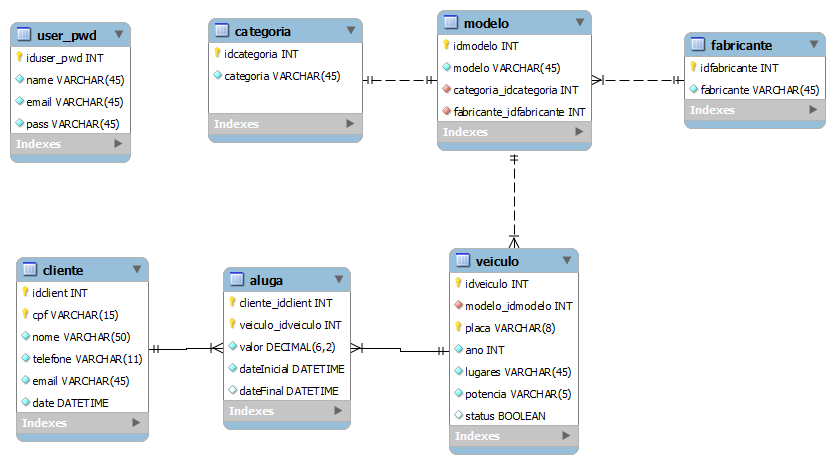 user_pwd
iduser_pwd INT
name VARCHAR(45)
email VARCHAR(45)
pass VARCHAR(45)
Indexes
categoria
idcategoria INT
categoria VARCHAR(45)
Indexes
modelo
idmodelo INT
modelo VARCHAR(45)
categoria_idcategoria INT
fabricante_idfabricante INT
Indexes
fabricante
idfabricante INT
fabricante VARCHAR(45)
Indexes
cliente
idclient INT
cpf VARCHAR(15)
nome VARCHAR(50)
telefone VARCHAR(11)
email VARCHAR(45)
date DATETIME
Indexes
aluga
cliente_idclient INT
veiculo_idveiculo INT
valor DECIMAL(6,2)
dateInicial DATETIME
dateFinal DATETIME
Indexes
veiculo
idveiculo INT
modelo_idmodelo INT
placa VARCHAR(8)
ano INT
lugares VARCHAR(45)
potencia VARCHAR(5)
status BOOLEAN
Indexes